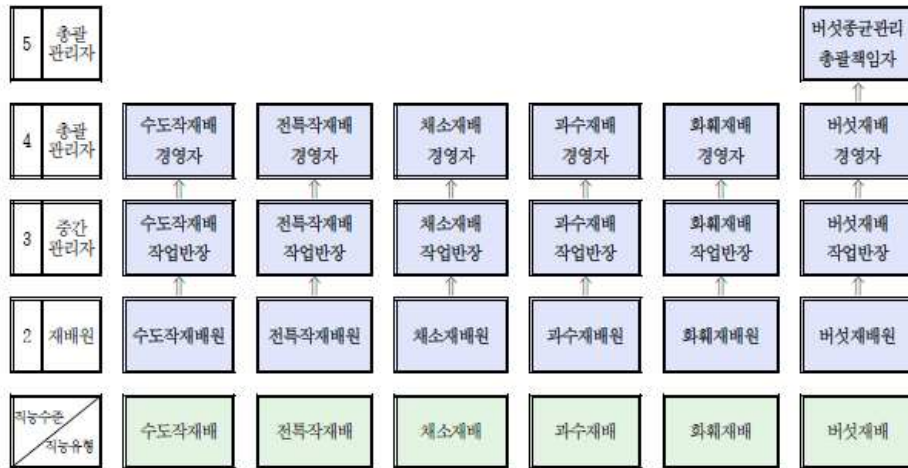 5
총괄
관리자
버섯종균관리
총괄책임자
⇑
4
총괄
관리자
수도작재배
경영자
전특작재배
경영자
채소재배
경영자
과수재배
경영자
화훼재배
경영자
버섯재배
경영자
⇑ ⇑ ⇑ ⇑ ⇑ ⇑
3
중간
관리자
수도작재배
작업반장
전특작재배
작업반장
채소재배
작업반장
과수재배
작업반장
화훼재배
작업반장
버섯재배
작업반장
⇑ ⇑ ⇑ ⇑ ⇑ ⇑
2
재배원
수도작재배원
전특작재배원
채소재배원
과수재배원
화훼재배원
버섯재배원
직능수준
직능유형
수도작재배
전특작재배
채소재배
과수재배
화훼재배
버섯재배